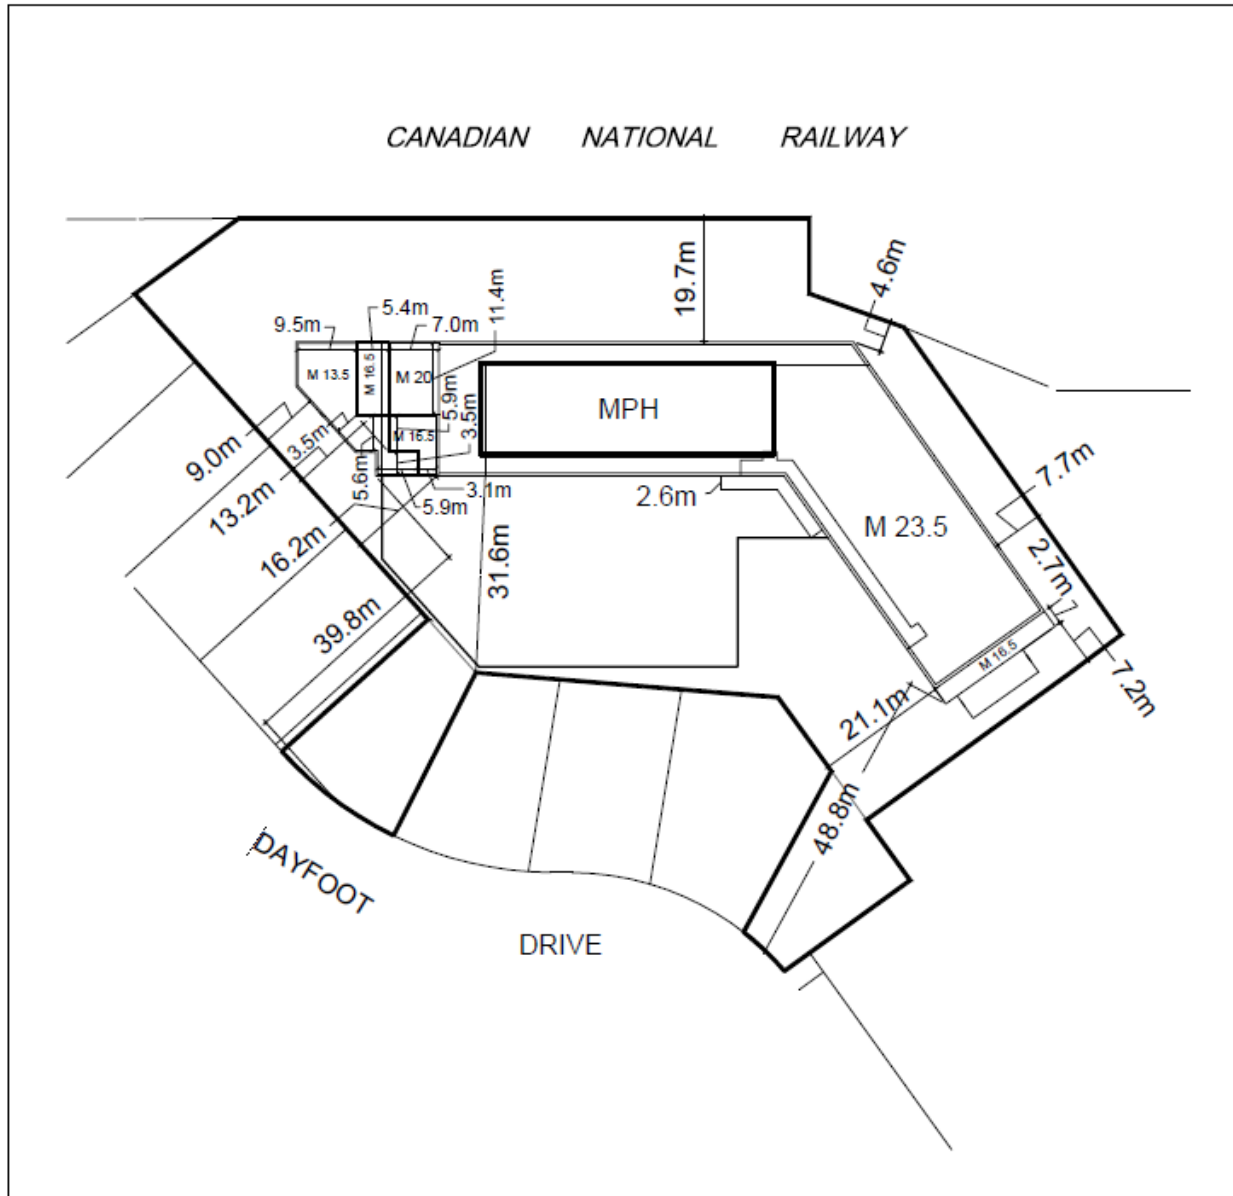 CANADIAN NATIONAL RAILWAY
19.7m
4.6m
5.4m
11.4m
9.5m
7.0m
M 13.5
M 16.5
M 20
5.9m
3.5m
M 16.5
MPH
9.0m
3.5m
13.2m
5.6m
3.1m
5.9m
16.2m
31.6m
2.6m
M 23.5
7.7m
2.7m
39.8m
M 16.5
7.2m
21.1m
48.8m
DAYFOOT
DRIVE